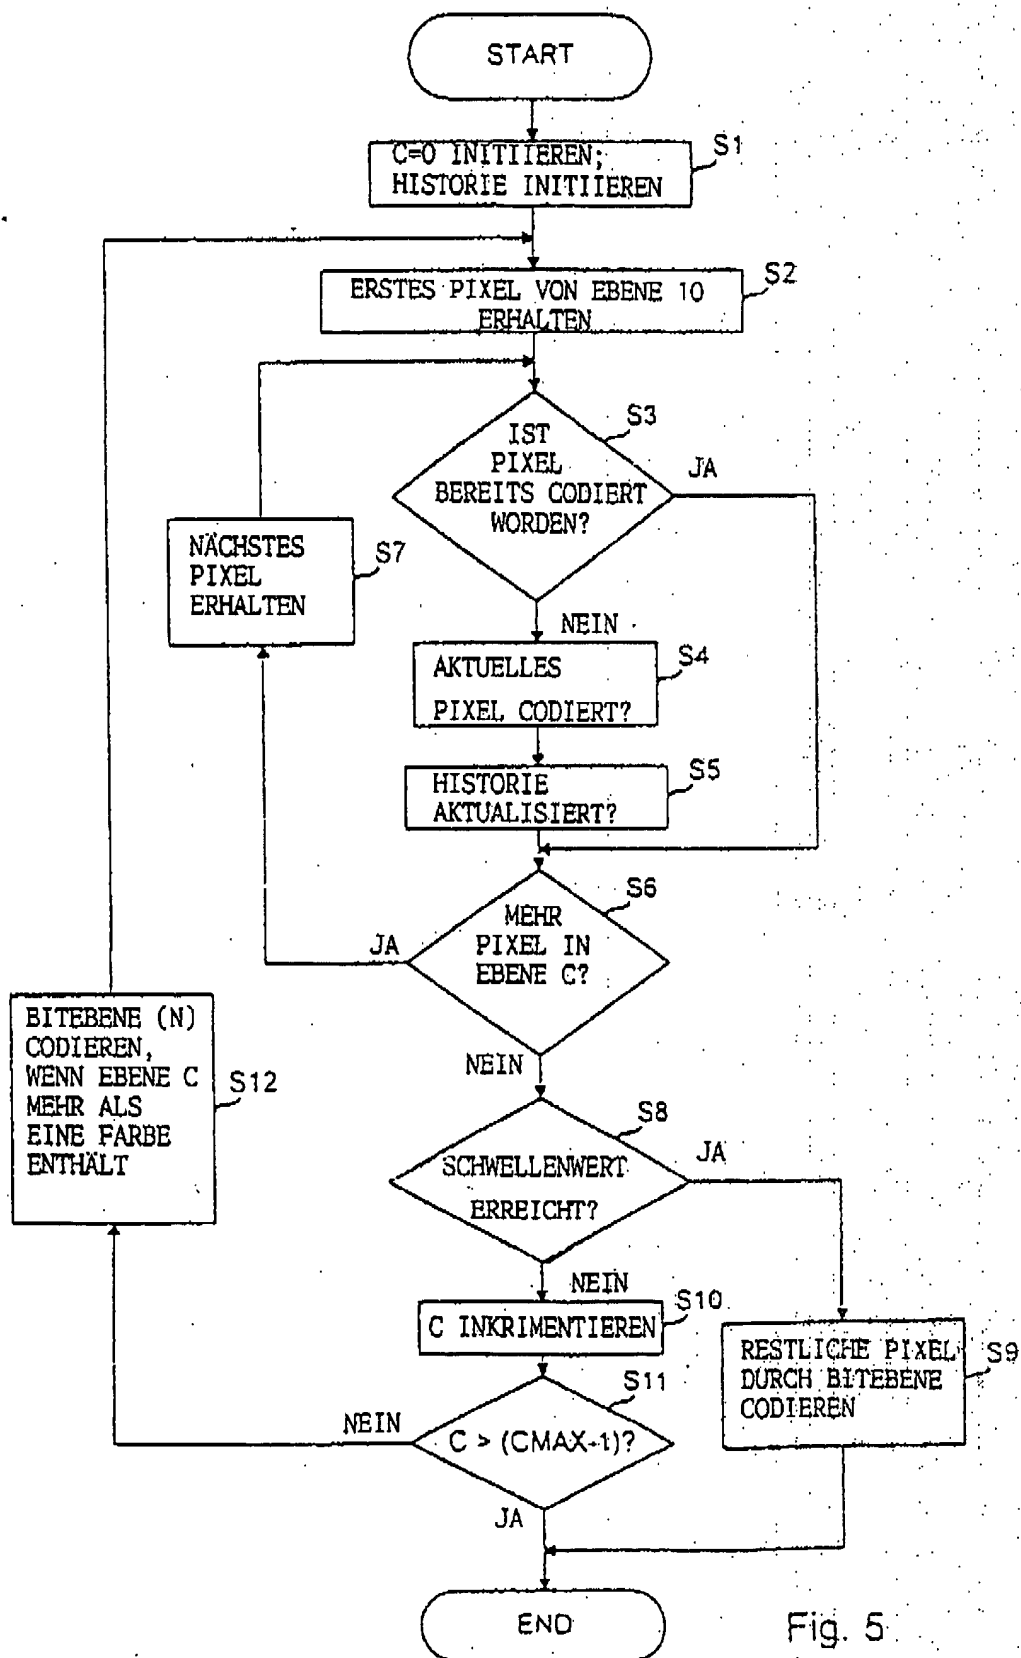 START
C=0 INITIIEREN;
HISTORIE INITIIEREN
S1
ERSTES PIXEL VON EBENE 10
ERHALTEN
S2
IST
PIXEL
BEREITS CODIERT
WORDEN?
S3
JA
NÄCHSTES
PIXEL
ERHALTEN
S7
NEIN
AKTUELLES
PIXEL CODIERT?
S4
HISTORIE
AKTUALISIERT?
S5
MEHR
PIXEL IN
EBENE C?
S6
JA
NEIN
BITEBENE (N)
CODIEREN,
WENN EBENE C
MEHR ALS
EINE FARBE
ENTHÄLT
S12
SCHWELLENWERT
ERREICHT?
S8
JA
NEIN
C INKRIMENTIEREN
S10
RESTLICHE PIXEL
DURCH BITEBENE
CODIEREN
S9
C > (CMAX-1)?
S11
NEIN
JA
END
Fig. 5